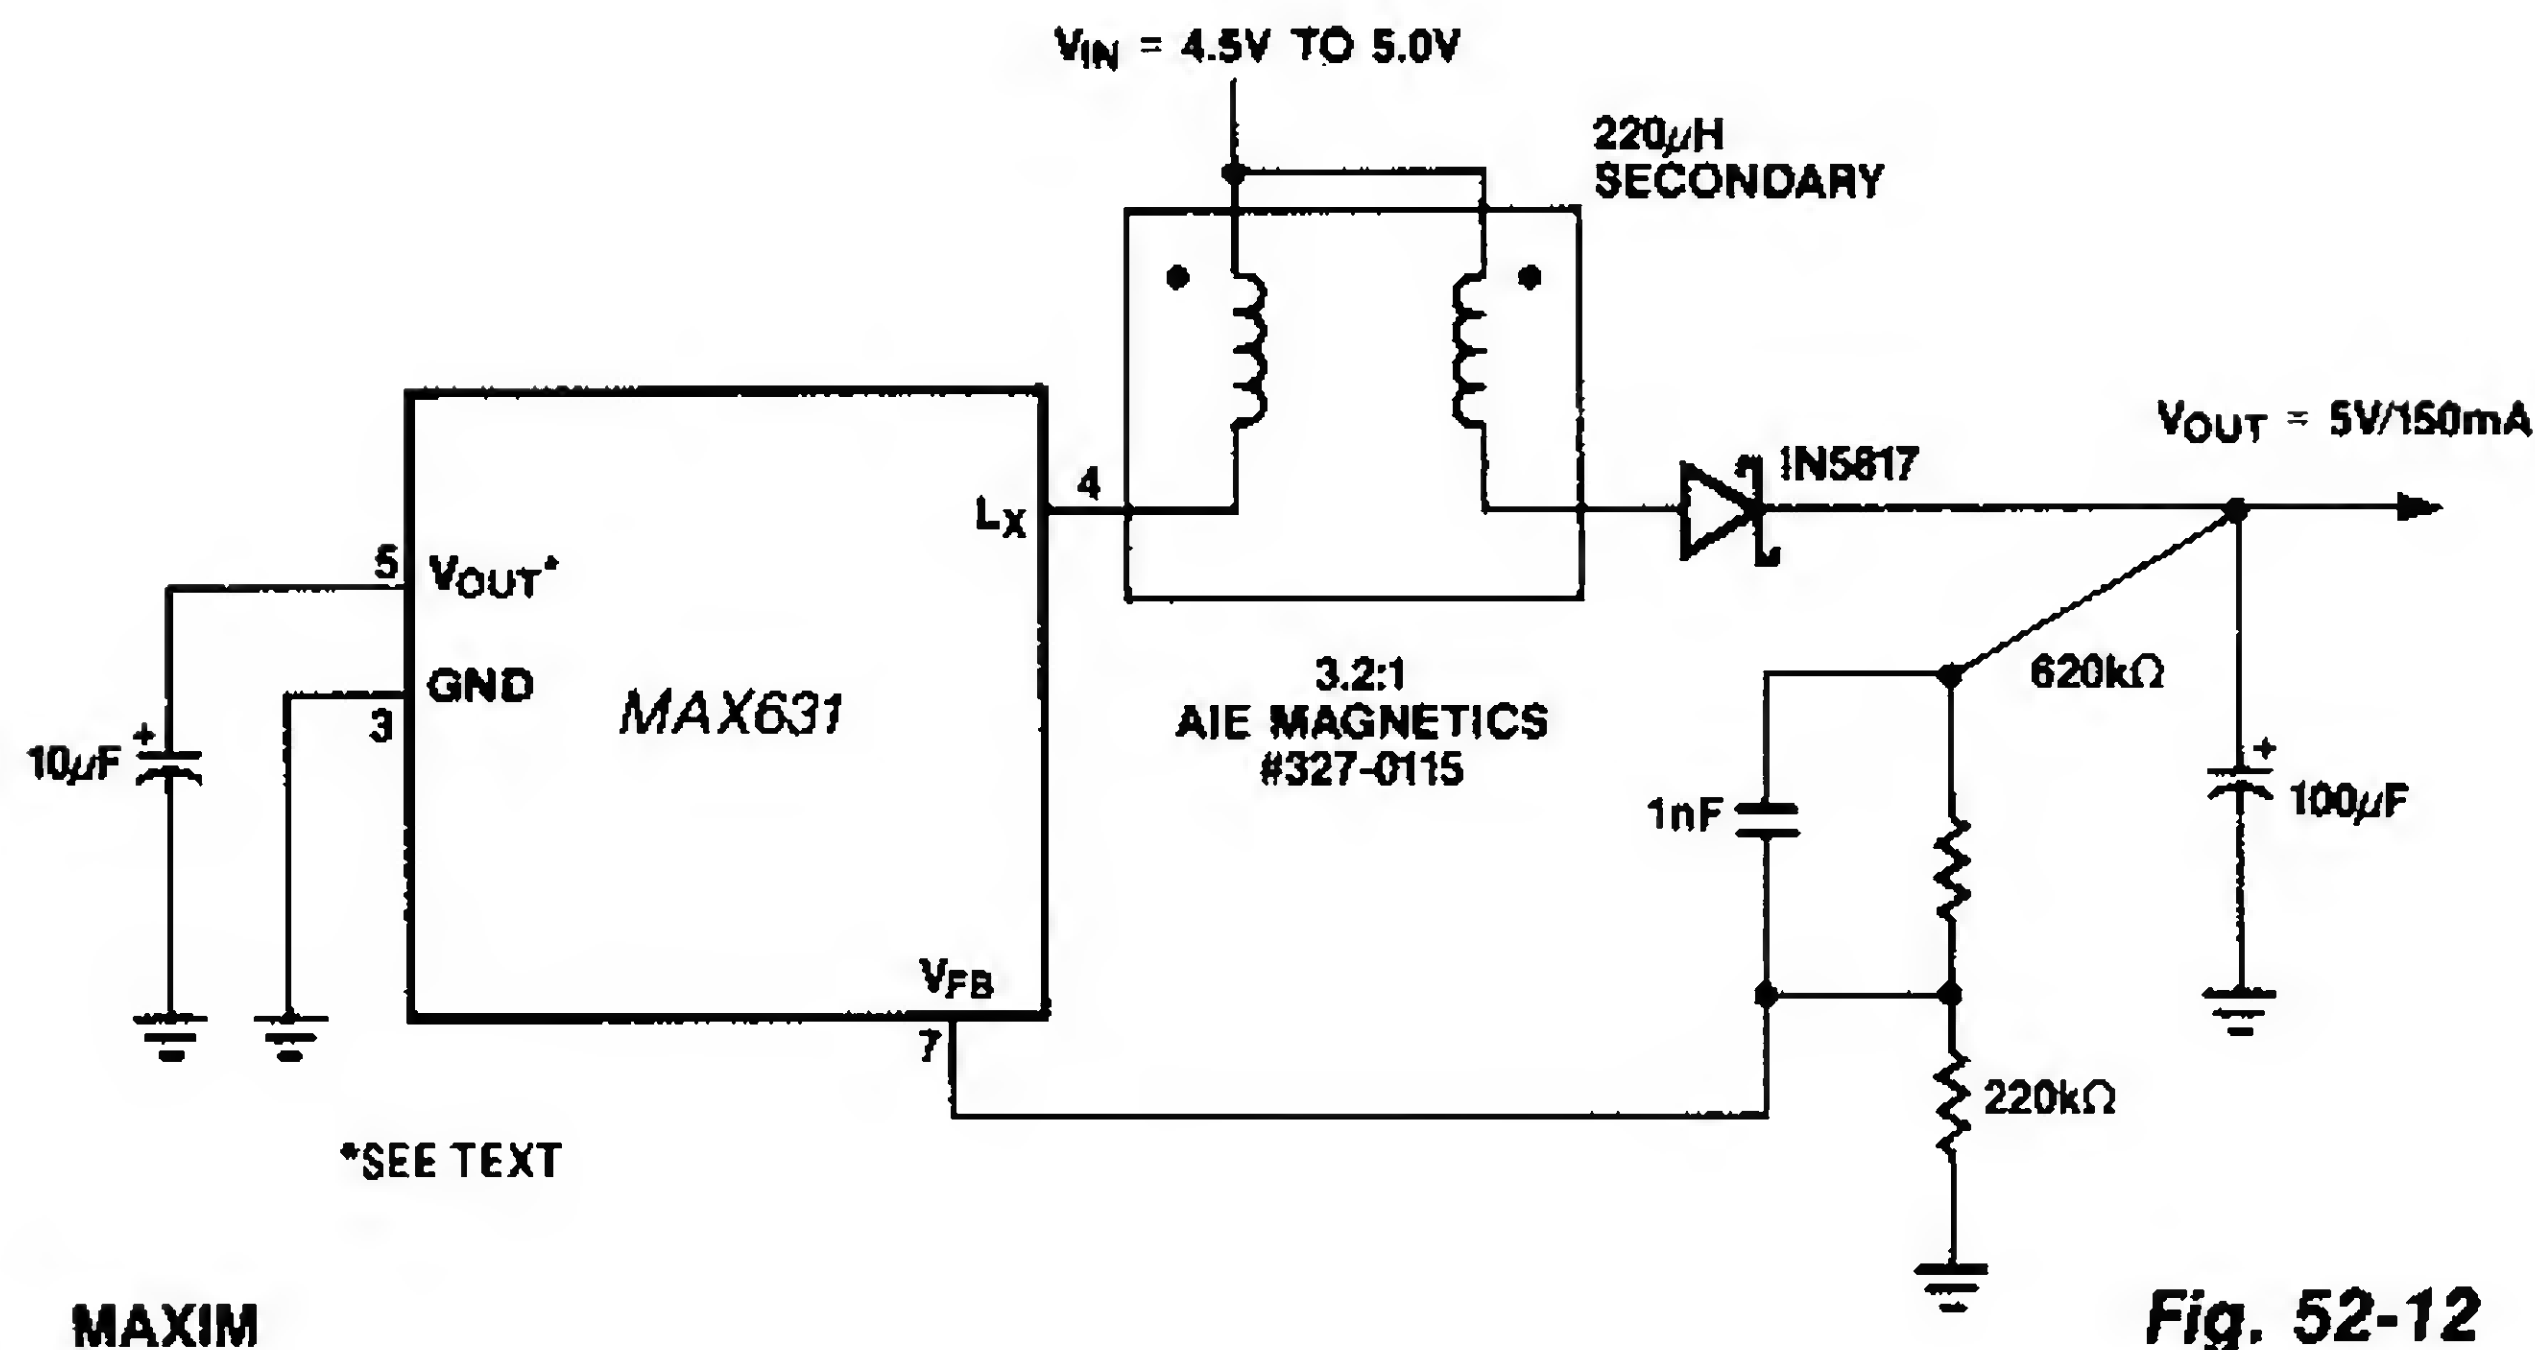 VIN = 4.5V TO 5.0V
220µH
SECONDARY
VOUT = 5V/150mA
1N5817
4
LX
5
VOUT*
GND
3
MAX631
10µF
+
3.2:1
AIE MAGNETICS
#327-0115
620kΩ
1nF
+
100µF
VFB
7
220kΩ
*SEE TEXT
MAXIM
Fig. 52-12